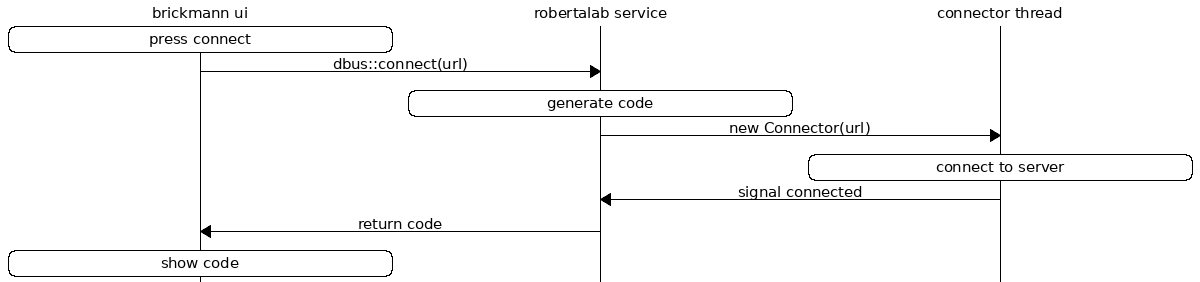 brickmann ui
robertalab service
connector thread
press connect
dbus::connect(url)
generate code
new Connector(url)
connect to server
signal connected
return code
show code